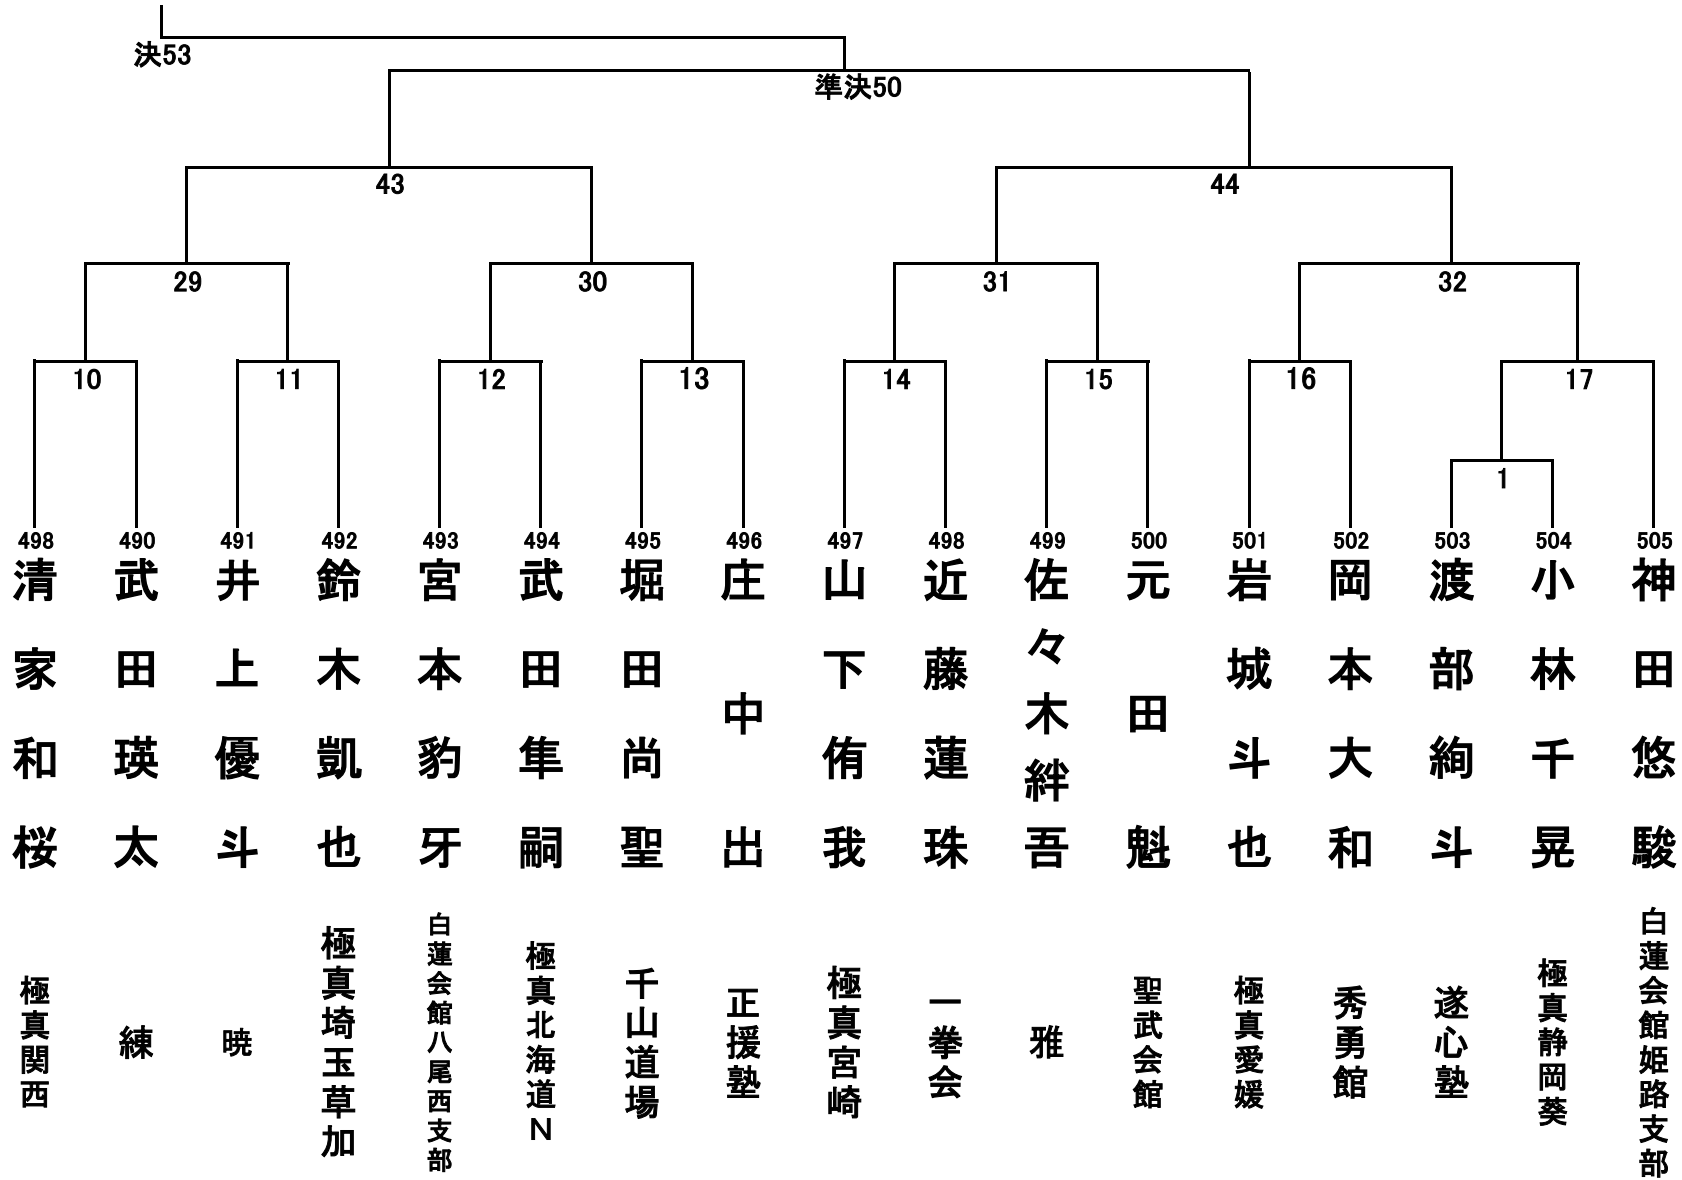 決53
準決50
43
44
29
30
31
32
10
11
12
13
14
15
16
17
1
498
490
491
492
493
494
495
496
497
498
499
500
501
502
503
504
505
清家和桜
武田瑛太
井上優斗
鈴木凱也
宮本豹牙
武田隼嗣
堀田尚聖
庄中出
山下侑我
近藤蓮珠
佐々木絆吾
元田魁
岩城斗也
岡本大和
渡部絢斗
小林千晃
神田悠駿
極真関西
練
暁
極真埼玉草加
白蓮会館八尾西支部
極真北海道Ｎ
千山道場
正援塾
極真宮崎
一拳会
雅
聖武会館
極真愛媛
秀勇館
遂心塾
極真静岡葵
白蓮会館姫路支部